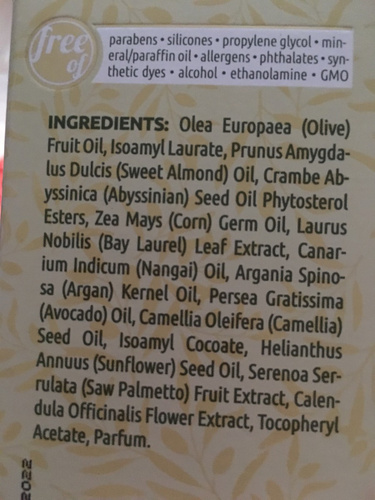 free of
parabens • silicones • propylene glycol • min-
eral/paraffin oil • allergens • phthalates • syn-
thetic dyes • alcohol • ethanolamine • GMO
INGREDIENTS: Olea Europaea (Olive)
Fruit Oil, Isoamyl Laurate, Prunus Amygda-
lus Dulcis (Sweet Almond) Oil, Crambe Ab-
yssinica (Abyssinian) Seed Oil Phytosterol
Esters, Zea Mays (Corn) Germ Oil, Laurus
Nobilis (Bay Laurel) Leaf Extract, Canar-
ium Indicum (Nangai) Oil, Argania Spino-
sa (Argan) Kernel Oil, Persea Gratissima
(Avocado) Oil, Camellia Oleifera (Camellia)
Seed Oil, Isoamyl Cocoate, Helianthus
Annuus (Sunflower) Seed Oil, Serenoa Ser-
rulata (Saw Palmetto) Fruit Extract, Calen-
dula Officinalis Flower Extract, Tocopheryl
Acetate, Parfum.
2022